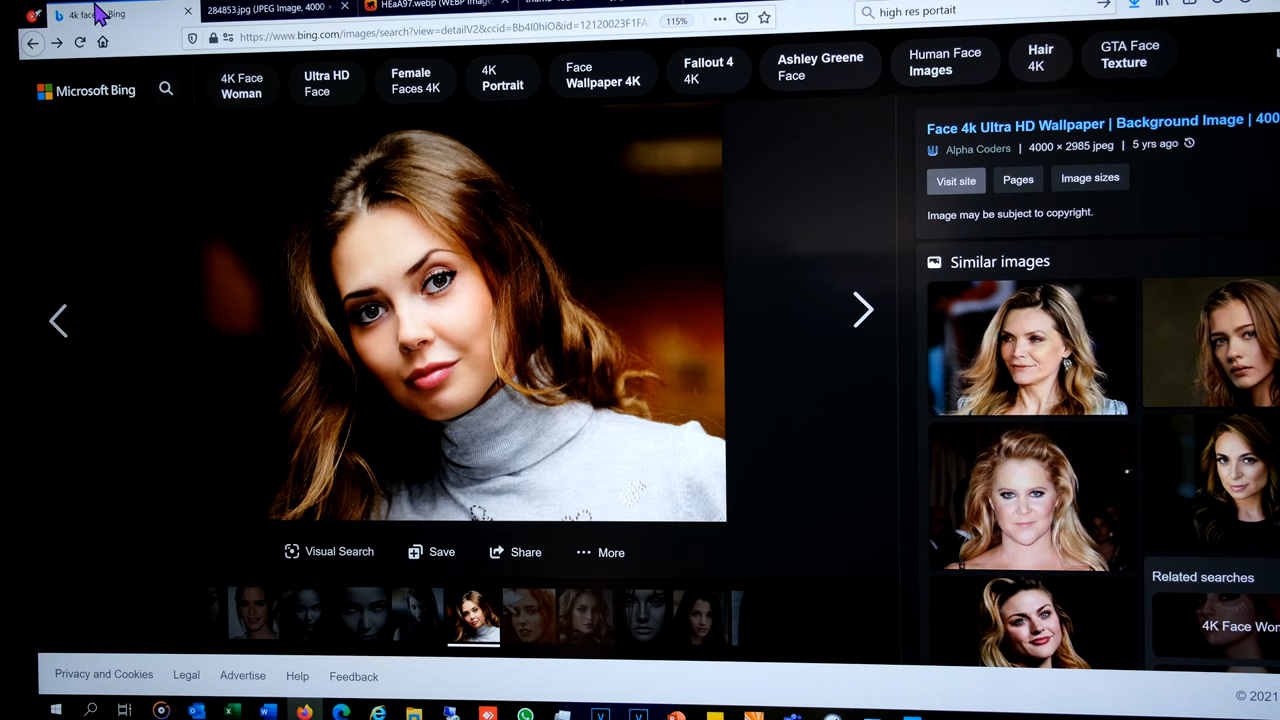 4k face
Bing
284853.jpg (JPEG Image, 4000 ×
HEaA97.webp (WEBP Image
https://www.bing.com/images/search?view=detailV2&ccid=Bb4I0hiO&id=12120023F1FA
115%
high res portait
Microsoft Bing
4K Face
Woman
Ultra HD
Face
Female
Faces 4K
4K
Portrait
Face
Wallpaper 4K
Fallout 4
4K
Ashley Greene
Face
Human Face
Images
Hair
4K
GTA Face
Texture
Face 4k Ultra HD Wallpaper | Background Image | 400
Alpha Coders | 4000 × 2985 jpeg | 5 yrs ago
Visit site
Pages
Image sizes
Image may be subject to copyright.
Similar images
Visual Search
Save
Share
More
Related searches
4K Face Wor
Privacy and Cookies
Legal
Advertise
Help
Feedback
© 2021